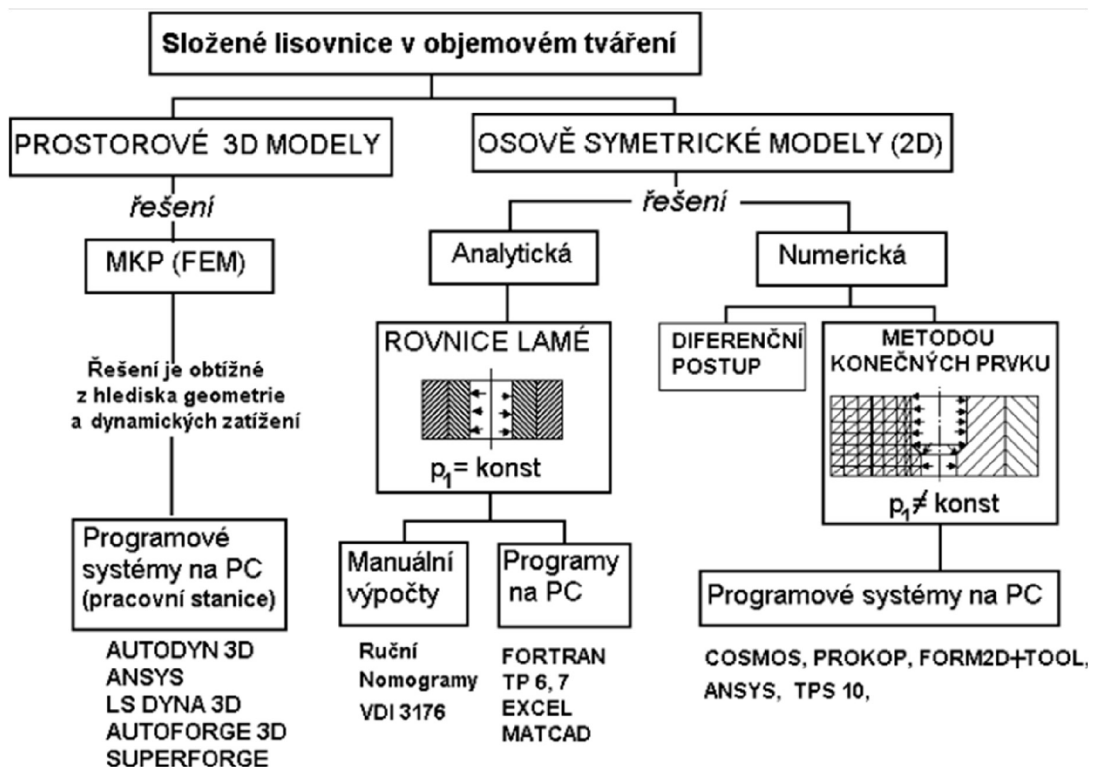 Složené lisovnice v objemovém tváření
PROSTOROVÉ 3D MODELY
OSOVĚ SYMETRICKÉ MODELY (2D)
řešení
řešení
MKP (FEM)
Analytická
Numerická
Řešení je obtížné
z hlediska geometrie
a dynamických zatížení
ROVNICE LAMÉ
p₁= konst
DIFERENČNÍ
POSTUP
METODOU
KONEČNÝCH PRVKU
p₁≠ konst
Programové
systémy na PC
(pracovní stanice)
Manuální
výpočty
Programy
na PC
Programové systémy na PC
AUTODYN 3D
ANSYS
LS DYNA 3D
AUTOFORGE 3D
SUPERFORGE
Ruční
Nomogramy
VDI 3176
FORTRAN
TP 6, 7
EXCEL
MATCAD
COSMOS, PROKOP, FORM2D+TOOL,
ANSYS, TPS 10,